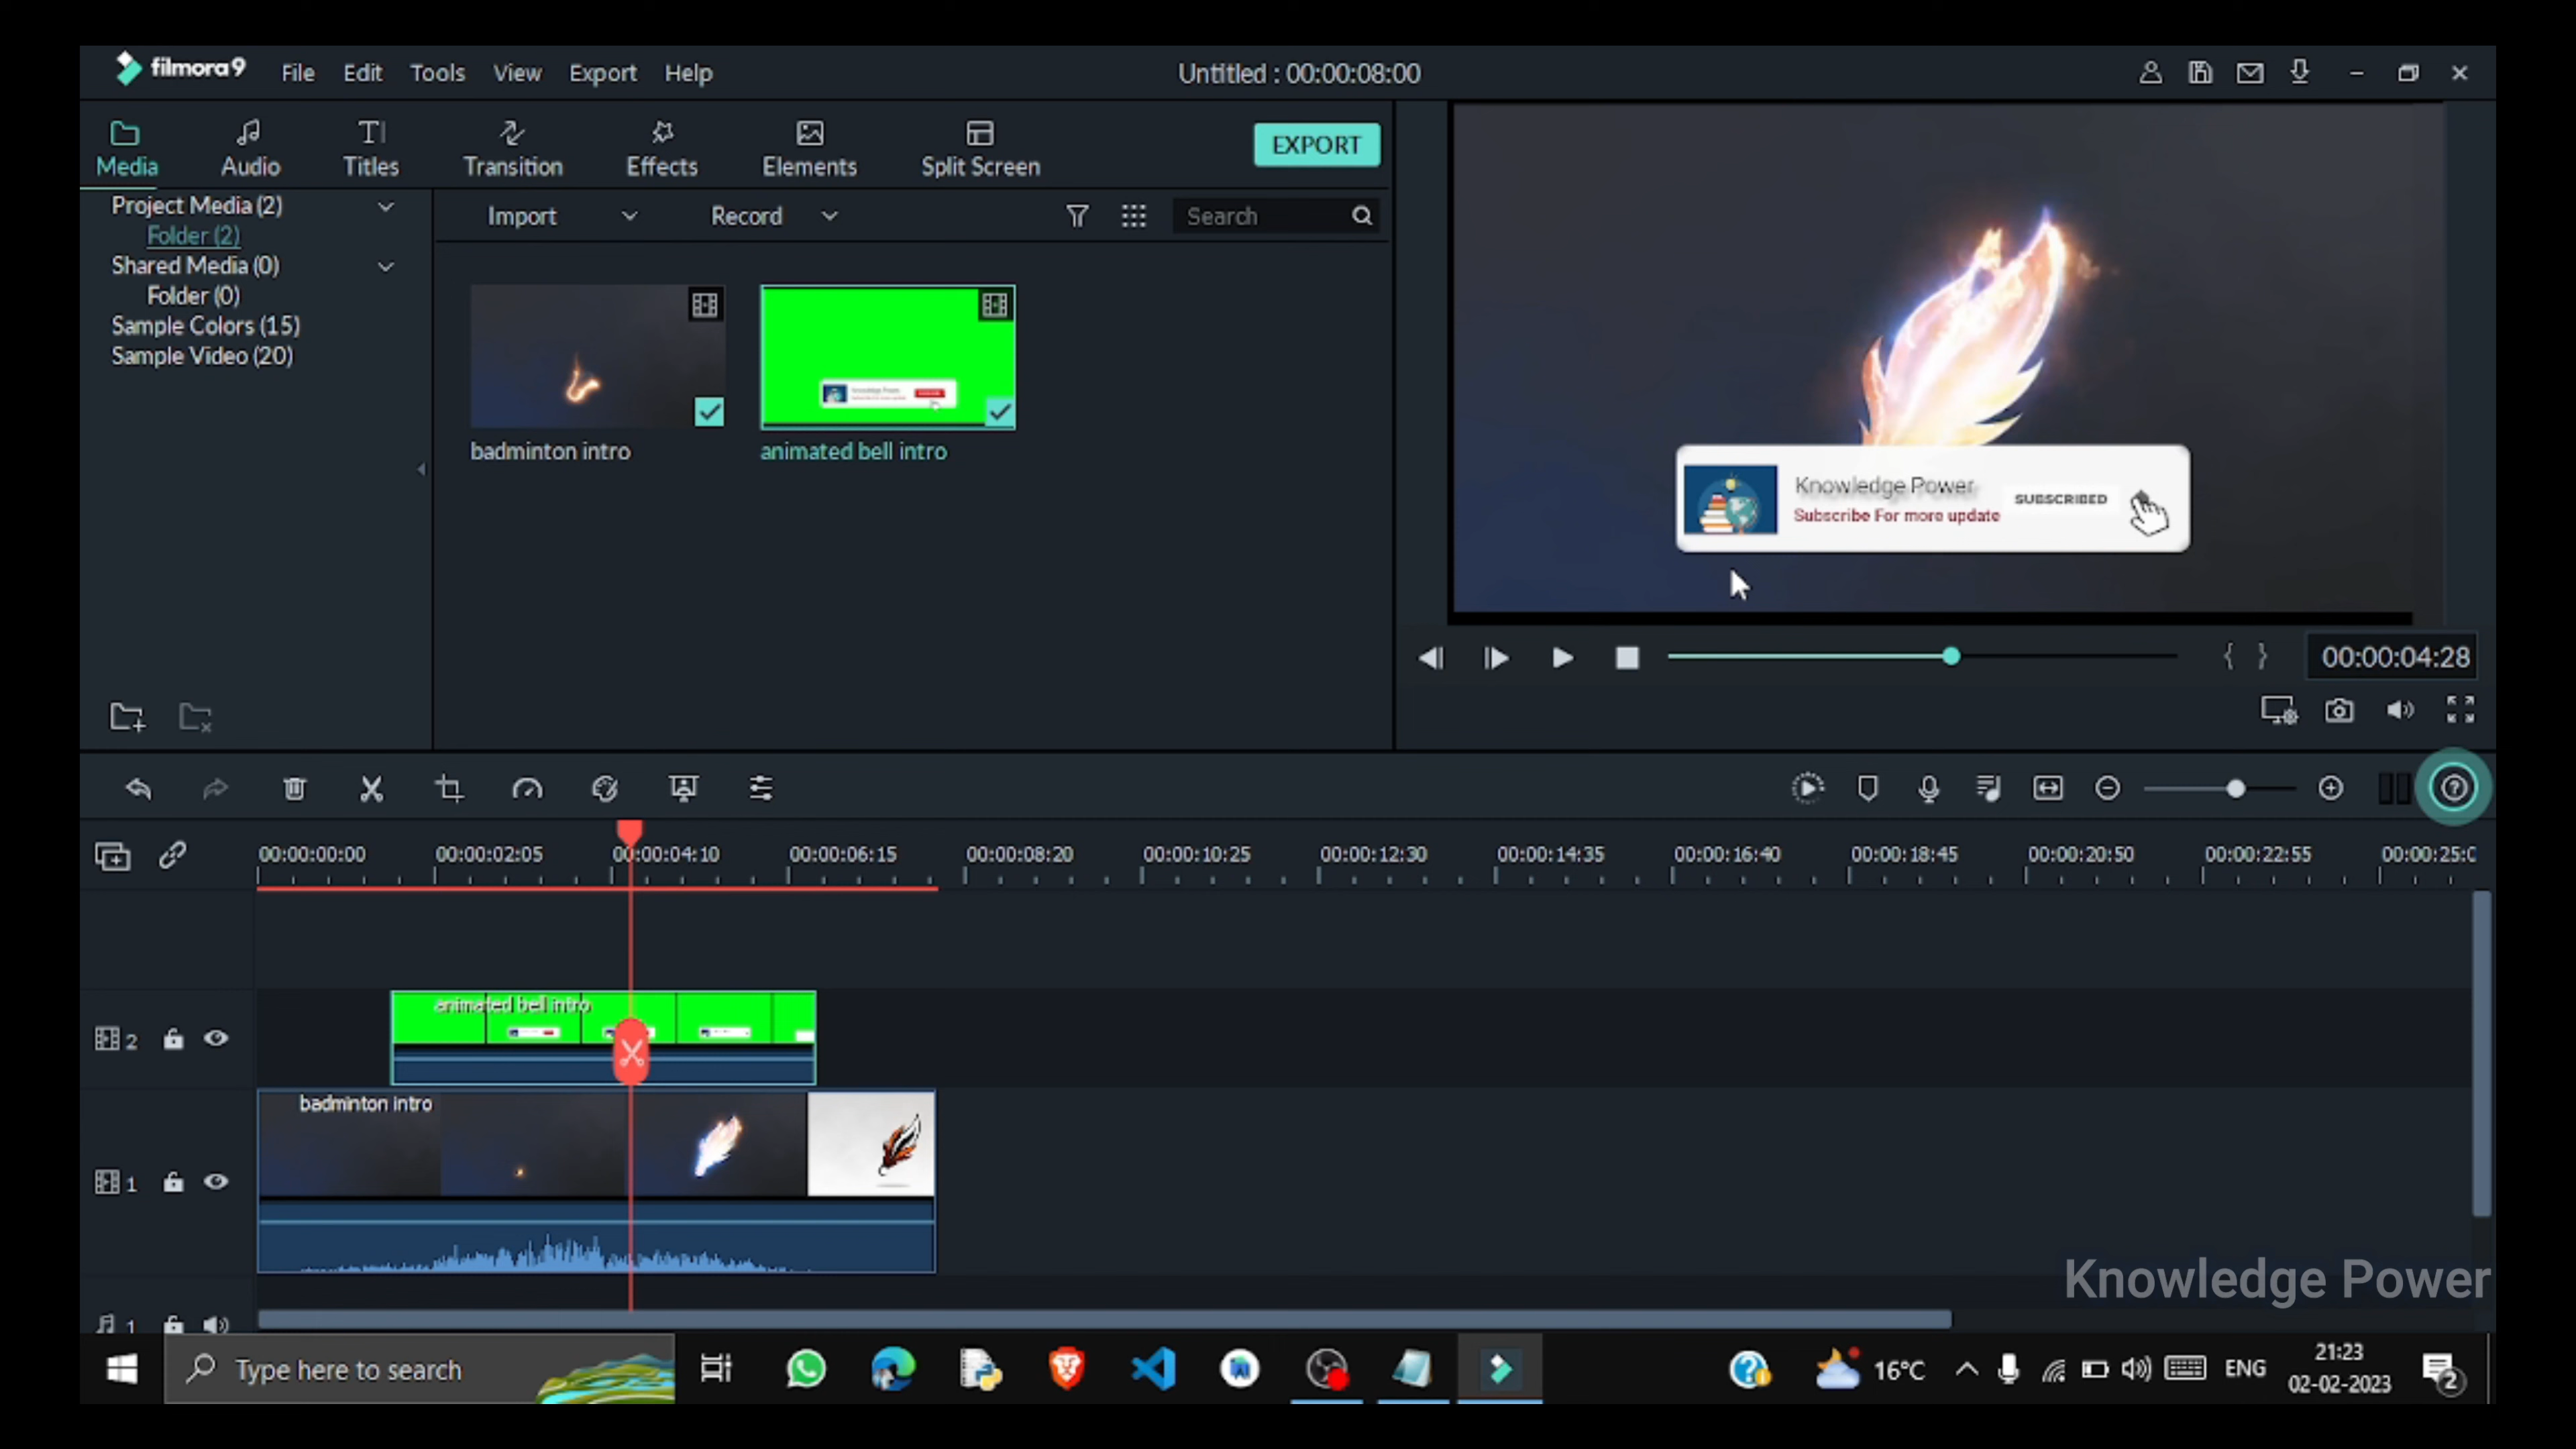 filmora9 File Edit Tools View Export Help Untitled : 00:00:08:00
Media Audio Titles Transition Effects Elements Split Screen EXPORT
Project Media (2)
Folder (2)
Shared Media (0)
Folder (0)
Sample Colors (15)
Sample Video (20)
Import Record Search
badminton intro animated bell intro
Knowledge Power
Subscribe For more update
SUBSCRIBED
00:00:04:28
00:00:00:00 00:00:02:05 00:00:04:10 00:00:06:15 00:00:08:20 00:00:10:25 00:00:12:30 00:00:14:35 00:00:16:40 00:00:18:45 00:00:20:50 00:00:22:55 00:00:25:0
animated bell intro
2
badminton intro
1
Knowledge Power
1
Type here to search 16°C ENG 21:23
02-02-2023
2